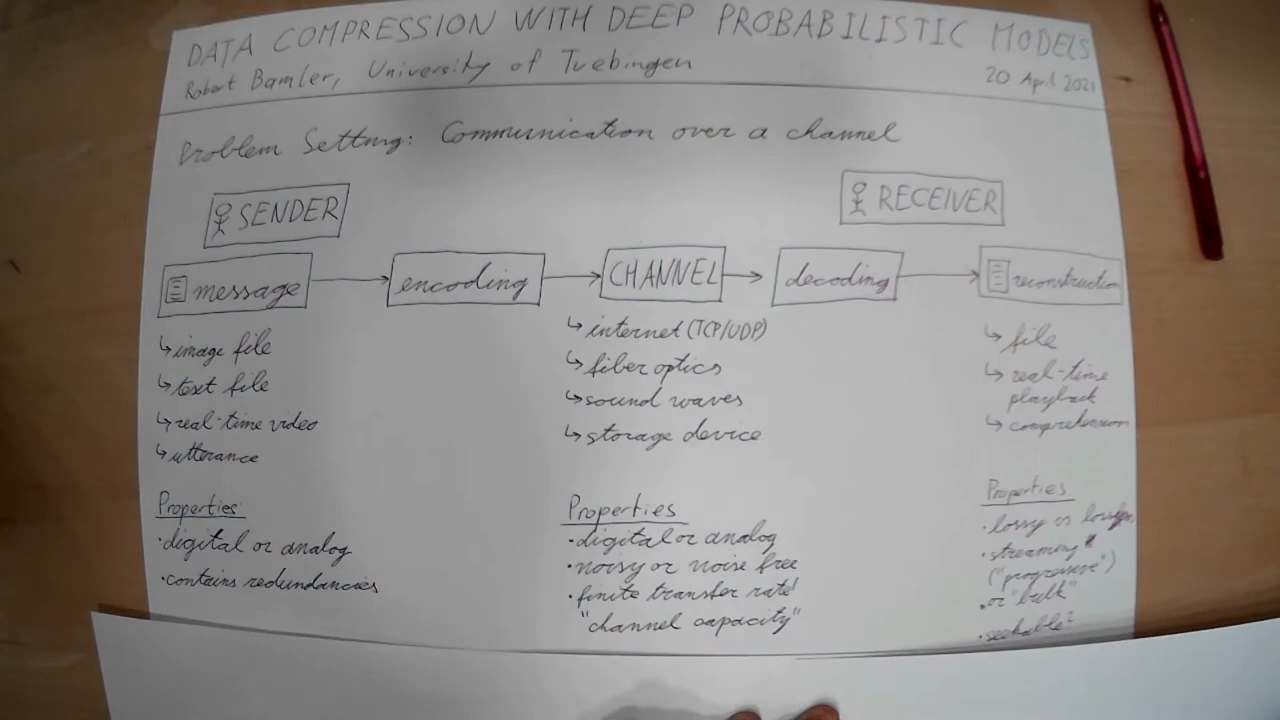 DATA COMPRESSION WITH DEEP PROBABILISTIC MODELS
Robert Bamler, University of Tuebingen
20 April 2021
Problem Setting: Communication over a channel
SENDER
RECEIVER
message → encoding → CHANNEL → decoding → reconstruction
↳ image file
↳ text file
↳ real-time video
↳ utterance
Properties
• digital or analog
• contains redundancies
↳ internet (TCP/UDP)
↳ fiber optics
↳ sound waves
↳ storage device
Properties
• digital or analog
• noisy or noise free
• finite transfer rate
"channel capacity"
↳ file
↳ real-time
playback
↳ comprehension
Properties
• lossy or lossless
• streaming"
("progressive")
• or "bulk"
• seekable?